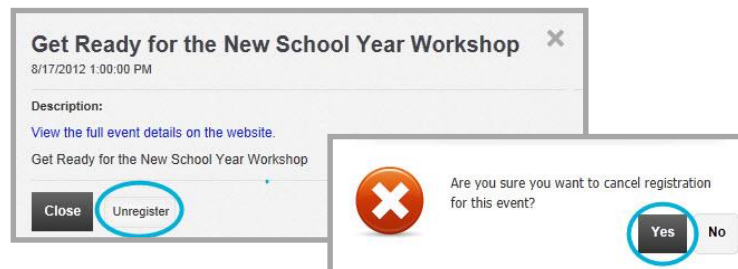 Get Ready for the New School Year Workshop
8/17/2012 1:00:00 PM
Description:
View the full event details on the website.
Get Ready for the New School Year Workshop
Close Unregister
Are you sure you want to cancel registration
for this event?
Yes No